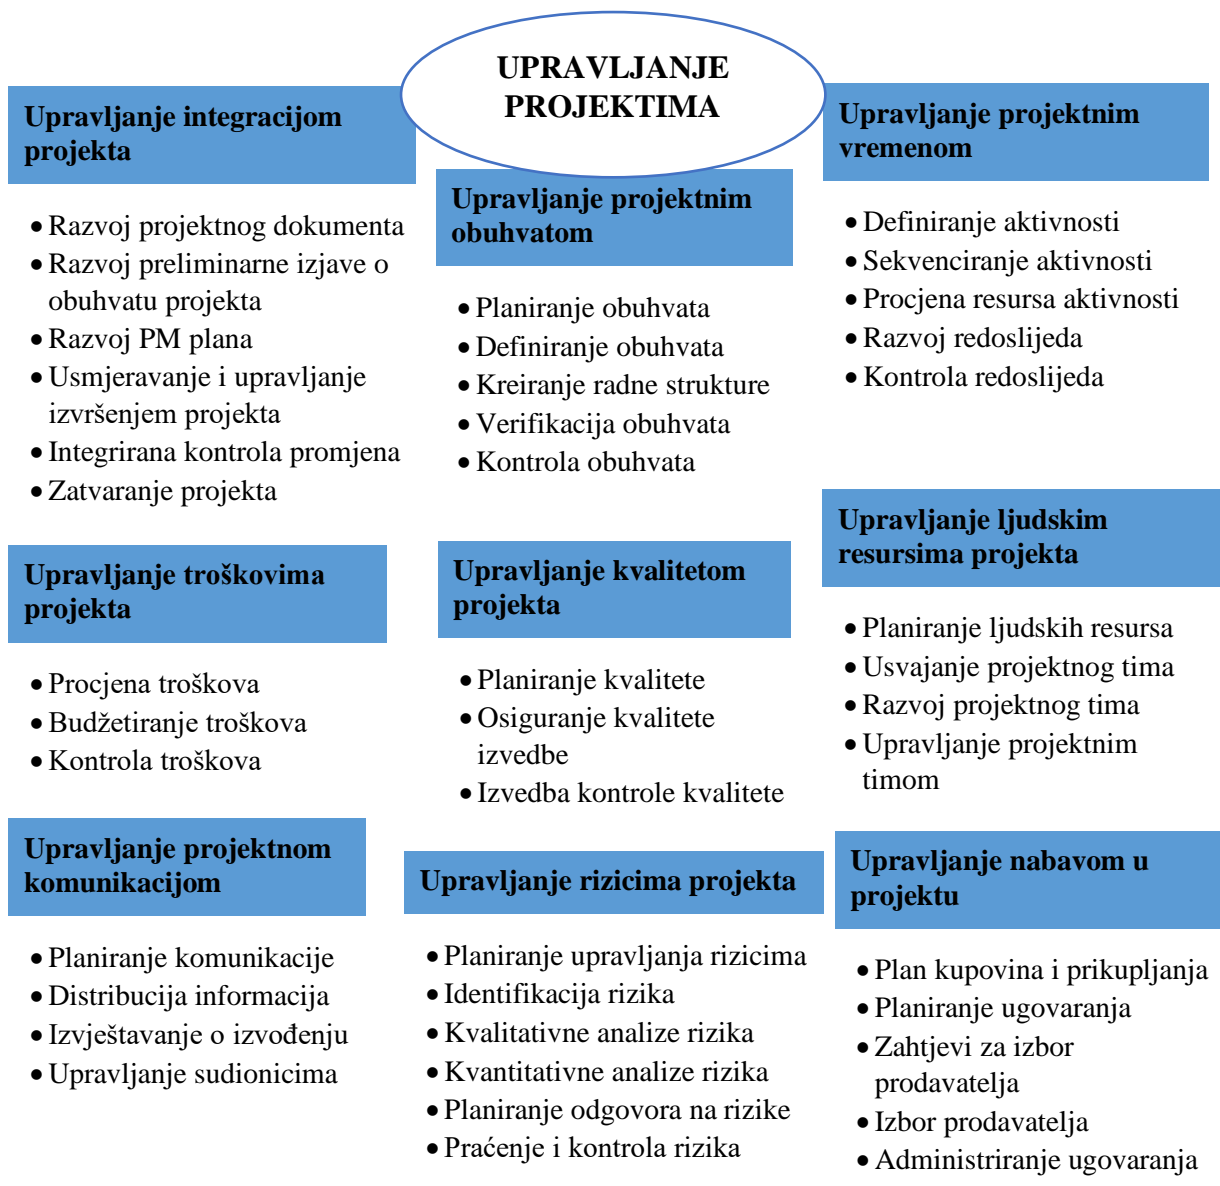 UPRAVLJANJE
PROJEKTIMA
Upravljanje integracijom
projekta
• Razvoj projektnog dokumenta
• Razvoj preliminarne izjave o
obuhvatu projekta
• Razvoj PM plana
• Usmjeravanje i upravljanje
izvršenjem projekta
• Integrirana kontrola promjena
• Zatvaranje projekta
Upravljanje projektnim
obuhvatom
• Planiranje obuhvata
• Definiranje obuhvata
• Kreiranje radne strukture
• Verifikacija obuhvata
• Kontrola obuhvata
Upravljanje projektnim
vremenom
• Definiranje aktivnosti
• Sekvenciranje aktivnosti
• Procjena resursa aktivnosti
• Razvoj redoslijeda
• Kontrola redoslijeda
Upravljanje troškovima
projekta
• Procjena troškova
• Budžetiranje troškova
• Kontrola troškova
Upravljanje kvalitetom
projekta
• Planiranje kvalitete
• Osiguranje kvalitete
izvedbe
• Izvedba kontrole kvalitete
Upravljanje ljudskim
resursima projekta
• Planiranje ljudskih resursa
• Usvajanje projektnog tima
• Razvoj projektnog tima
• Upravljanje projektnim
timom
Upravljanje projektnom
komunikacijom
• Planiranje komunikacije
• Distribucija informacija
• Izvještavanje o izvođenju
• Upravljanje sudionicima
Upravljanje rizicima projekta
• Planiranje upravljanja rizicima
• Identifikacija rizika
• Kvalitativne analize rizika
• Kvantitativne analize rizika
• Planiranje odgovora na rizike
• Praćenje i kontrola rizika
Upravljanje nabavom u
projektu
• Plan kupovina i prikupljanja
• Planiranje ugovaranja
• Zahtjevi za izbor
prodavatelja
• Izbor prodavatelja
• Administriranje ugovaranja